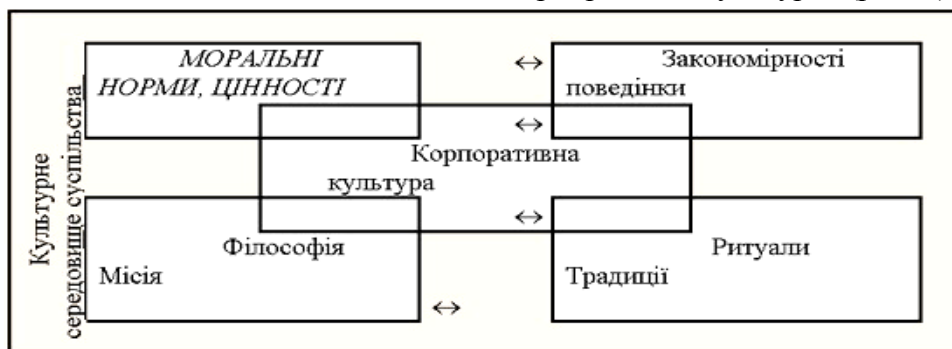 МОРАЛЬНІ
НОРМИ, ЦІННОСТІ
↔
Закономірності
поведінки
↔
Корпоративна
культура
↔
Філософія
Місія
Ритуали
Традиції
↔
Культурне
середовище суспільства